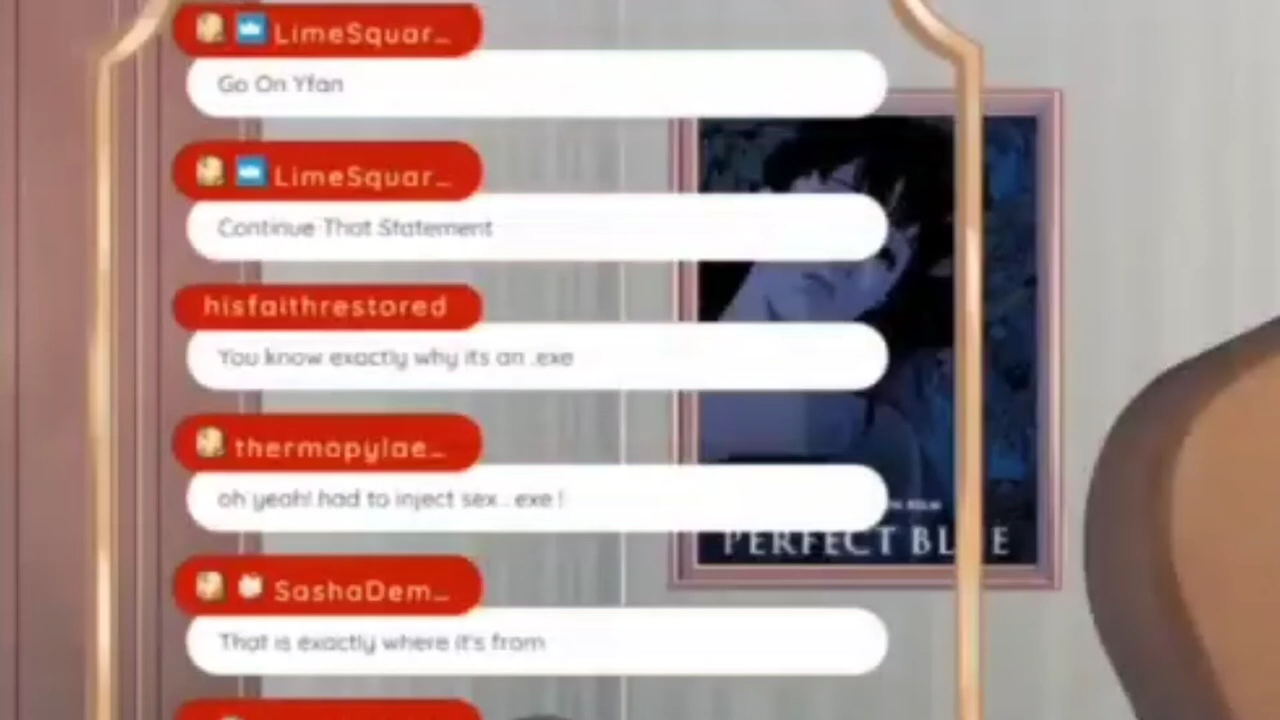 LimeSquar…
Go On Yfan
LimeSquar…
Continue That Statement
hisfaithrestored
You know exactly why its an .exe
thermopylae…
oh yeah! had to inject sex . exe !
SashaDem…
That is exactly where it's from
PERFECT BL E